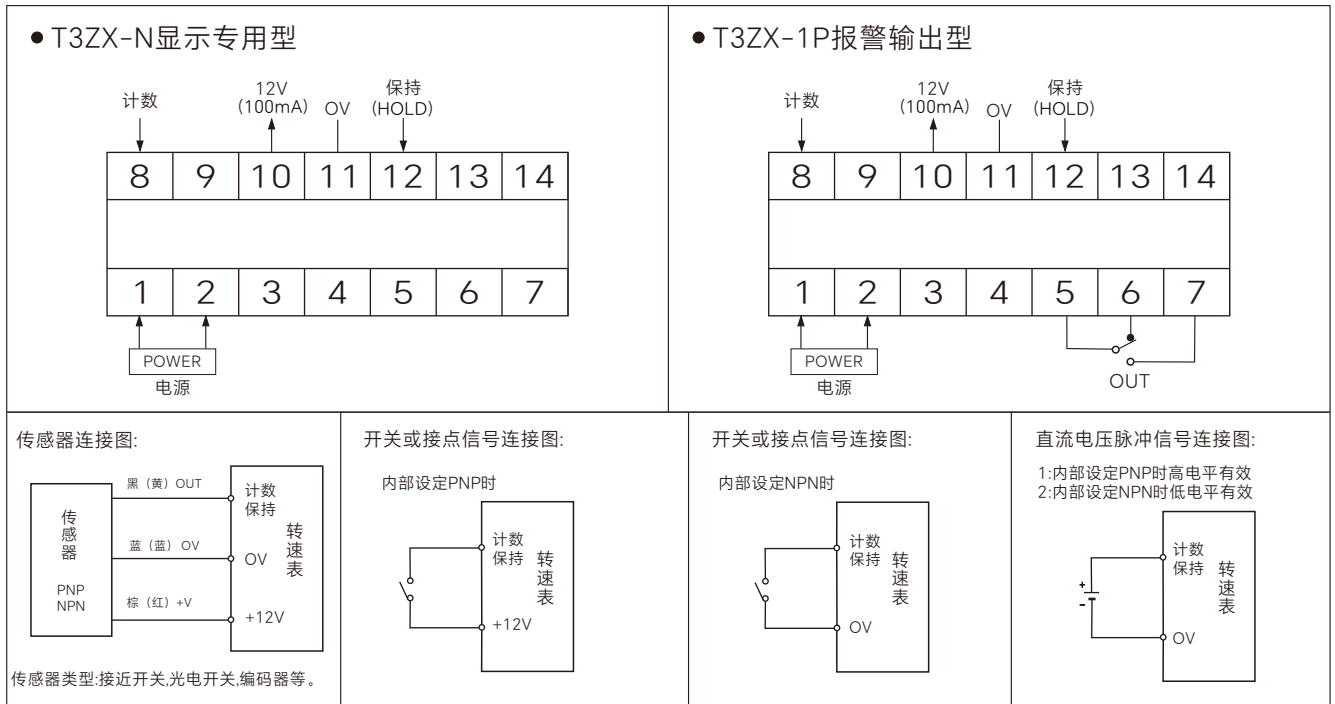 ● T3ZX-N显示专用型
计数
12V
(100mA)
OV
保持
(HOLD)
8 9 10 11 12 13 14
1 2 3 4 5 6 7
POWER
电源
● T3ZX-1P报警输出型
计数
12V
(100mA)
OV
保持
(HOLD)
8 9 10 11 12 13 14
1 2 3 4 5 6 7
POWER
电源
OUT
传感器连接图:
传感器
PNP
NPN
黑（黄）OUT
蓝（蓝）OV
棕（红）+V
计数
保持
OV
+12V
转速表
传感器类型:接近开关,光电开关,编码器等。
开关或接点信号连接图:
内部设定PNP时
计数
保持
+12V
转速表
开关或接点信号连接图:
内部设定NPN时
计数
保持
OV
转速表
直流电压脉冲信号连接图:
1:内部设定PNP时高电平有效
2:内部设定NPN时低电平有效
+
-
计数
保持
OV
转速表